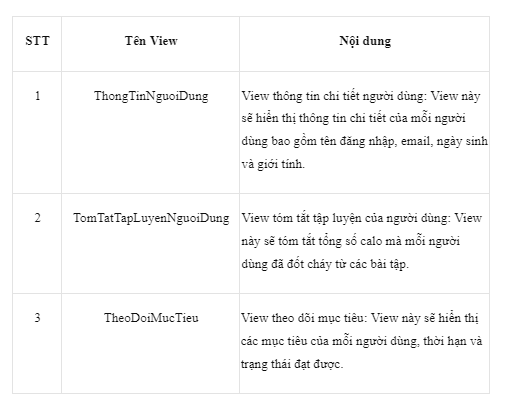 STT Tên View Nội dung
1 ThongTinNguoiDung View thông tin chi tiết người dùng: View này
sẽ hiển thị thông tin chi tiết của mỗi người
dùng bao gồm tên đăng nhập, email, ngày sinh
và giới tính.
2 TomTatTapLuyenNguoiDung View tóm tắt tập luyện của người dùng: View
này sẽ tóm tắt tổng số calo mà mỗi người
dùng đã đốt cháy từ các bài tập.
3 TheoDoiMucTieu View theo dõi mục tiêu: View này sẽ hiển thị
các mục tiêu của mỗi người dùng, thời hạn và
trạng thái đạt được.